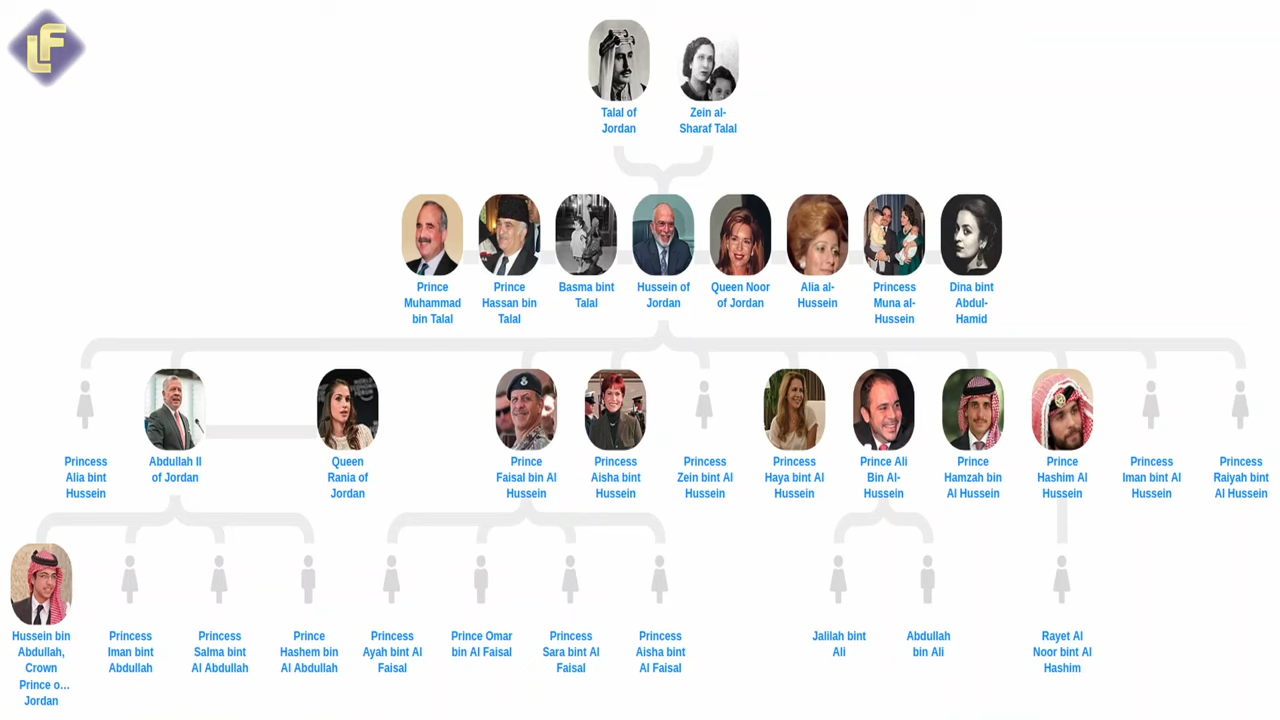 LF
Talal of
Jordan
Zein al-
Sharaf Talal
Prince
Muhammad
bin Talal
Prince
Hassan bin
Talal
Basma bint
Talal
Hussein of
Jordan
Queen Noor
of Jordan
Alia al-
Hussein
Princess
Muna al-
Hussein
Dina bint
Abdul-
Hamid
Princess
Alia bint
Hussein
Abdullah II
of Jordan
Queen
Rania of
Jordan
Prince
Faisal bin Al
Hussein
Princess
Aisha bint
Hussein
Princess
Zein bint Al
Hussein
Princess
Haya bint Al
Hussein
Prince Ali
Bin Al-
Hussein
Prince
Hamzah bin
Al Hussein
Prince
Hashim Al
Hussein
Princess
Iman bint Al
Hussein
Princess
Raiyah bint
Al Hussein
Hussein bin
Abdullah,
Crown
Prince o...
Jordan
Princess
Iman bint
Abdullah
Princess
Salma bint
Al Abdullah
Prince
Hashem bin
Al Abdullah
Princess
Ayah bint Al
Faisal
Prince Omar
bin Al Faisal
Princess
Sara bint Al
Faisal
Princess
Aisha bint
Al Faisal
Jalilah bint
Ali
Abdullah
bin Ali
Rayet Al
Noor bint Al
Hashim